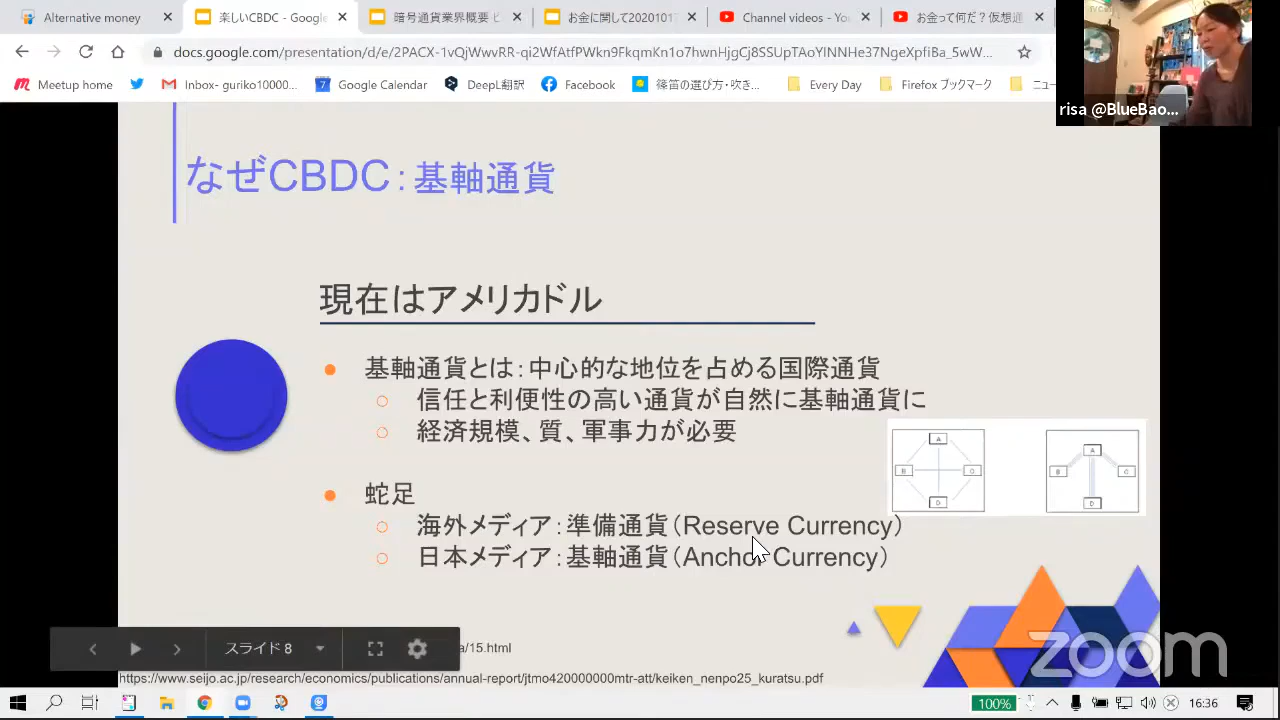 Alternative money
楽しいCBDC - Google
暗号通貨業界概要 と
お金に関して20201017
Channel videos - You
お金って何だ？仮想通
docs.google.com/presentation/d/e/2PACX-1vQjWwvRS-qi2WfAtfPWkn9FkqmKn1o7hwnHjgCj8SSUpTAoYINNHe37NgeXpfiBa_5wW...
Meetup home
Inbox- guriko10000...
Google Calendar
DeepL翻訳
Facebook
篠笛の選び方・吹き...
Every Day
Firefox ブックマーク
ニュー
risa @BlueBao...
なぜCBDC：基軸通貨
現在はアメリカドル
基軸通貨とは：中心的な地位を占める国際通貨
信任と利便性の高い通貨が自然に基軸通貨に
経済規模、質、軍事力が必要
A
B
C
D
A
B
C
D
蛇足
海外メディア：準備通貨（Reserve Currency）
日本メディア：基軸通貨（Anchor Currency）
スライド 8
a/15.html
https://www.seijo.ac.jp/research/economics/publications/annual-report/jtmo420000000mtr-att/keiken_nenpo25_kuratsu.pdf
zoom
100%
16:36